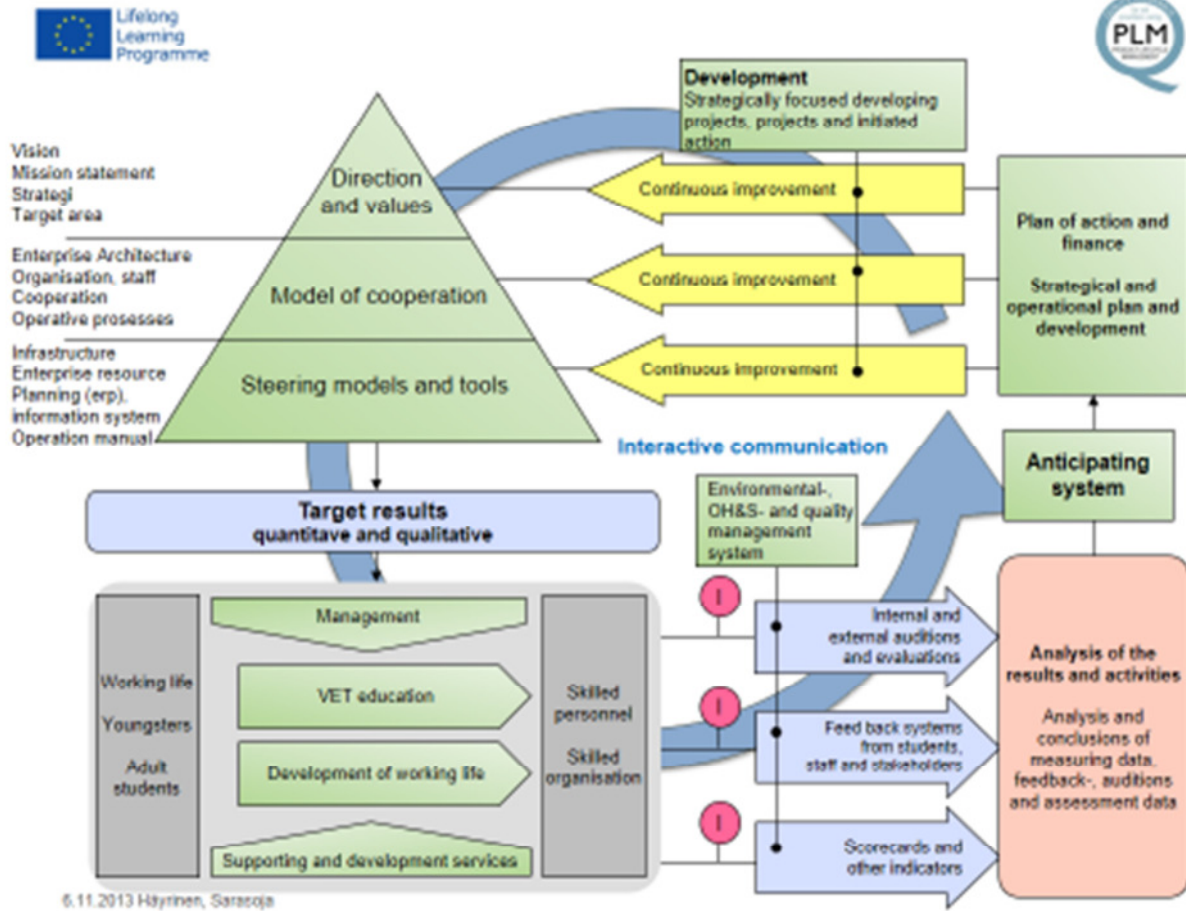 Lifelong
Learning
Programme
PLM
Development
Strategically focused developing
projects, projects and initiated
action
Vision
Mission statement
Strategi
Target area
Direction
and values
Continuous improvement
Enterprise Architecture
Organisation, staff
Cooperation
Operative prosesses
Model of cooperation
Continuous improvement
Infrastructure
Enterprise resource
Planning (erp),
information system
Operation manual
Steering models and tools
Continuous improvement
Plan of action and
finance
Strategical and
operational plan and
development
Interactive communication
Anticipating
system
Target results
quantitave and qualitative
Environmental-,
OH&S- and quality
management
system
Management
Working life
Youngsters
Adult
students
VET education
Development of working life
Supporting and development services
Skilled
personnel
Skilled
organisation
I
Internal and
external auditions
and evaluations
I
Feed back systems
from students,
staff and stakeholders
I
Scorecards and
other indicators
Analysis of the
results and activities
Analysis and
conclusions of
measuring data,
feedback-, auditions
and assessment data
6.11.2013 Häyrinen, Sarasoja